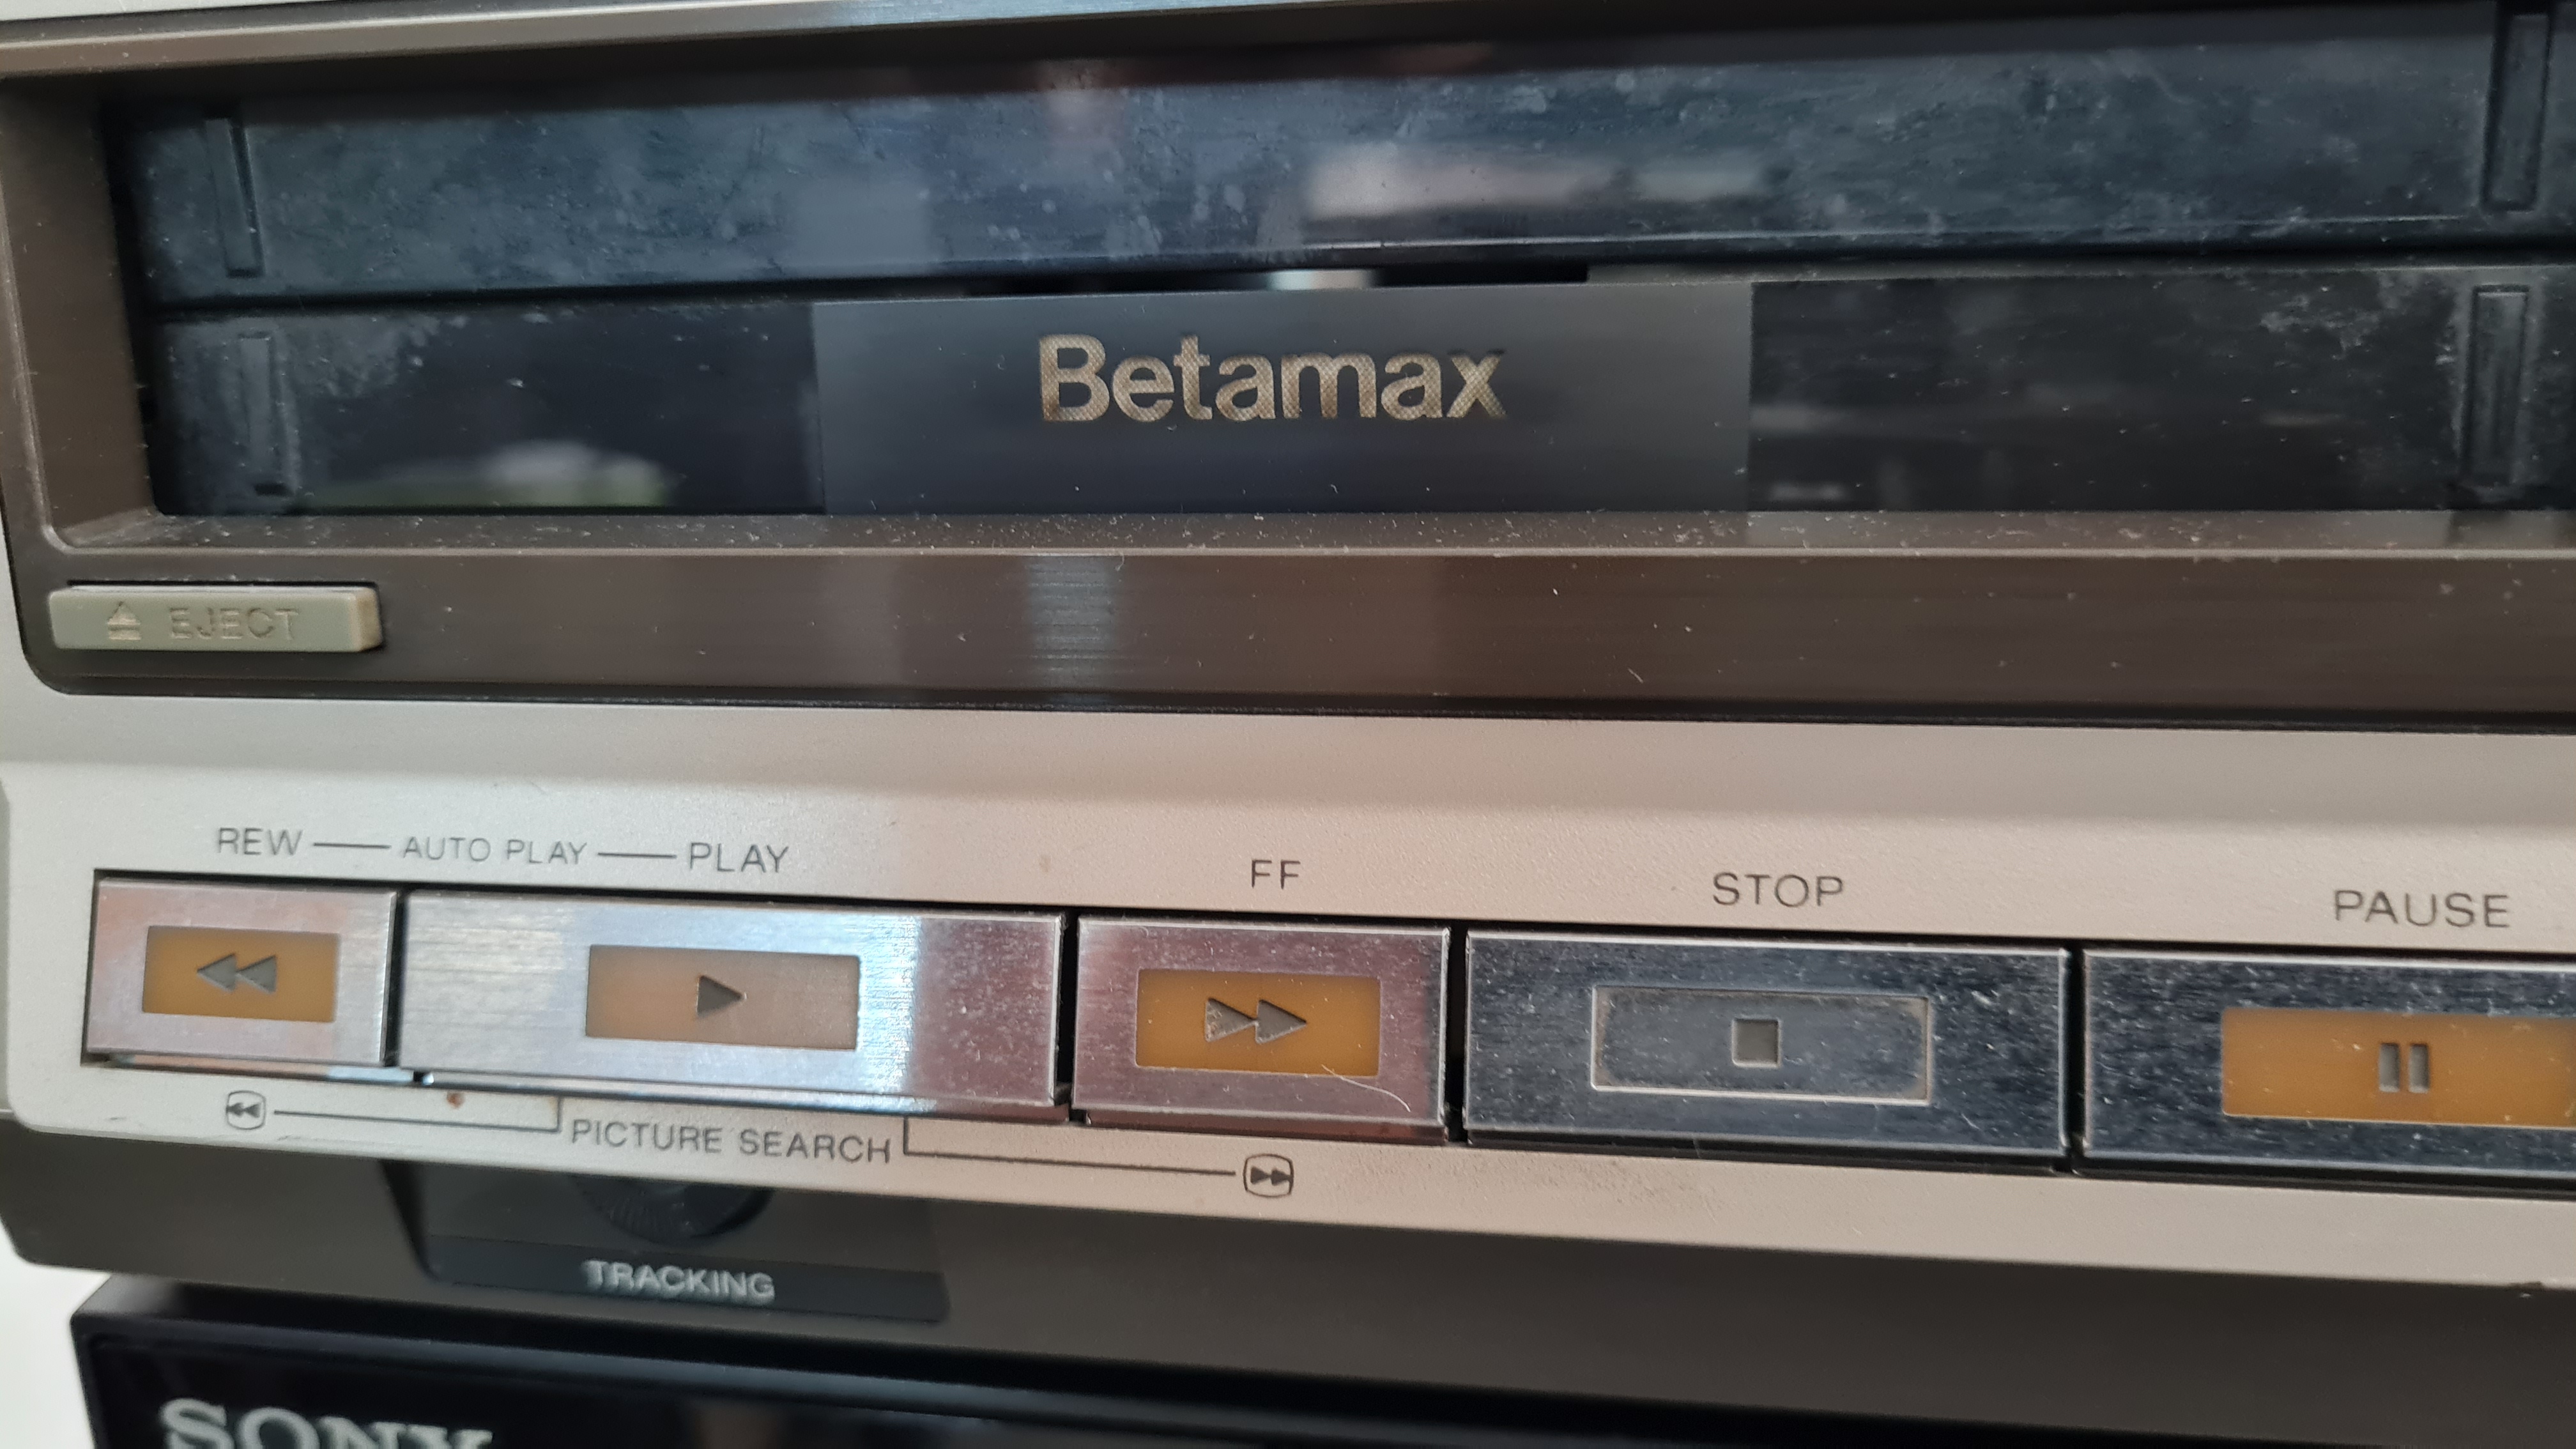 Betamax
EJECT
REW AUTO PLAY PLAY
FF
STOP
PAUSE
PICTURE SEARCH
TRACKING
SONY